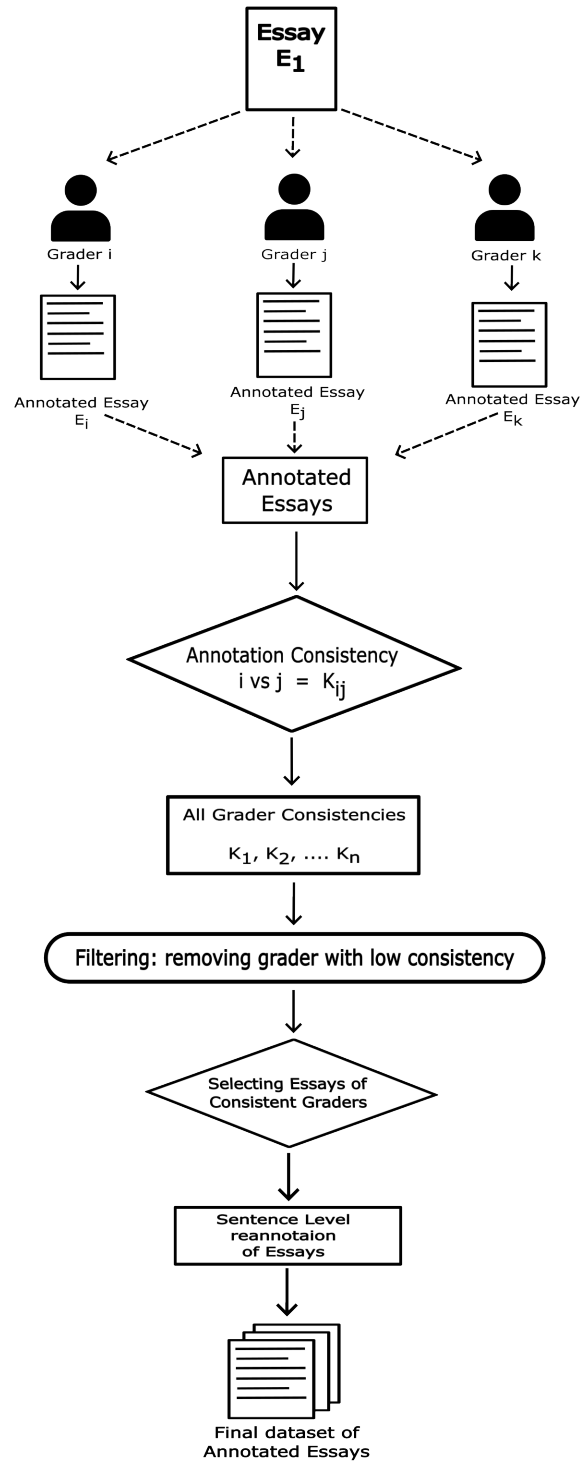 Essay
E1
Grader i
Grader j
Grader k
Annotated Essay
Ei
Annotated Essay
Ej
Annotated Essay
Ek
Annotated
Essays
Annotation Consistency
i vs j = Kij
All Grader Consistencies
K1, K2, .... Kn
Filtering: removing grader with low consistency
Selecting Essays of
Consistent Graders
Sentence Level
reannotaion
of Essays
Final dataset of
Annotated Essays